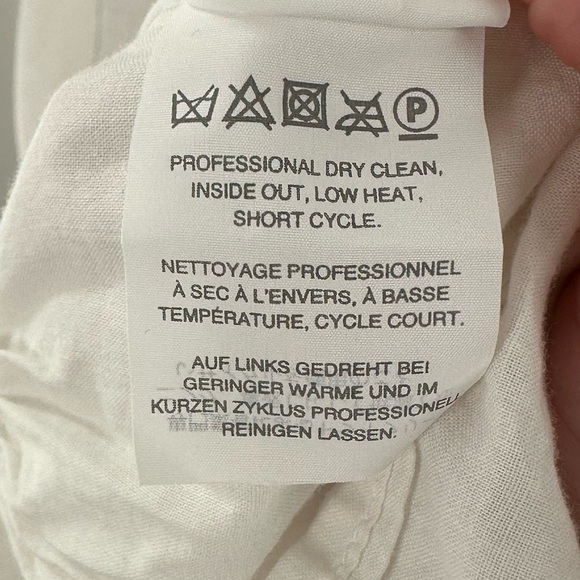 P
PROFESSIONAL DRY CLEAN,
INSIDE OUT, LOW HEAT,
SHORT CYCLE.
NETTOYAGE PROFESSIONNEL
À SEC À L'ENVERS, À BASSE
TEMPÉRATURE, CYCLE COURT.
AUF LINKS GEDREHT BEI
GERINGER WÄRME UND IM
KURZEN ZYKLUS PROFESSIONELL
REINIGEN LASSEN.